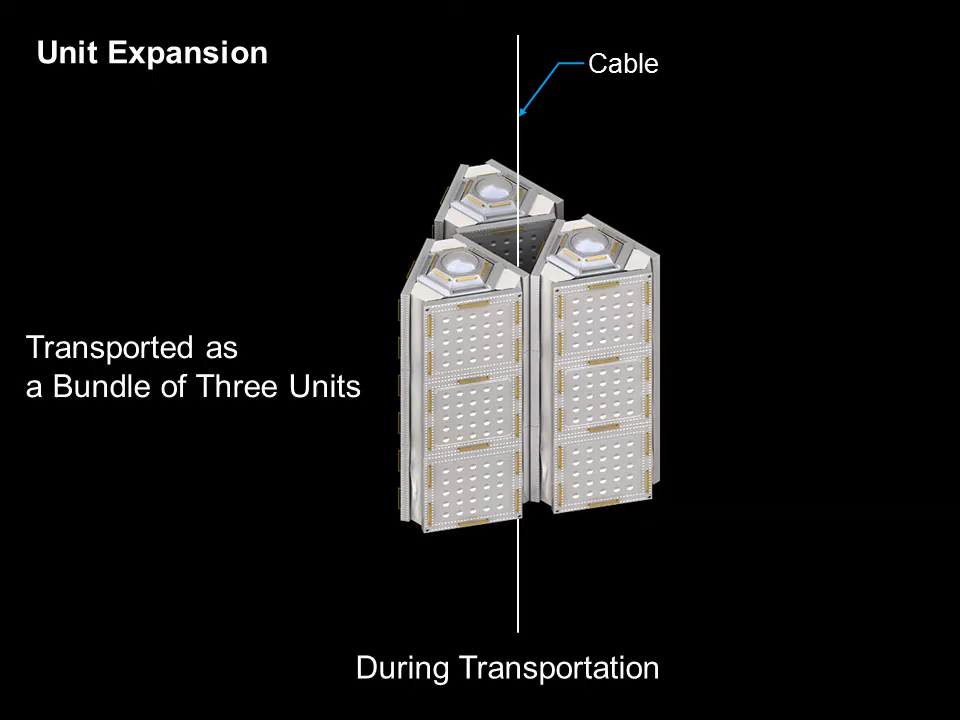 Unit Expansion
Cable
Transported as
a Bundle of Three Units
During Transportation